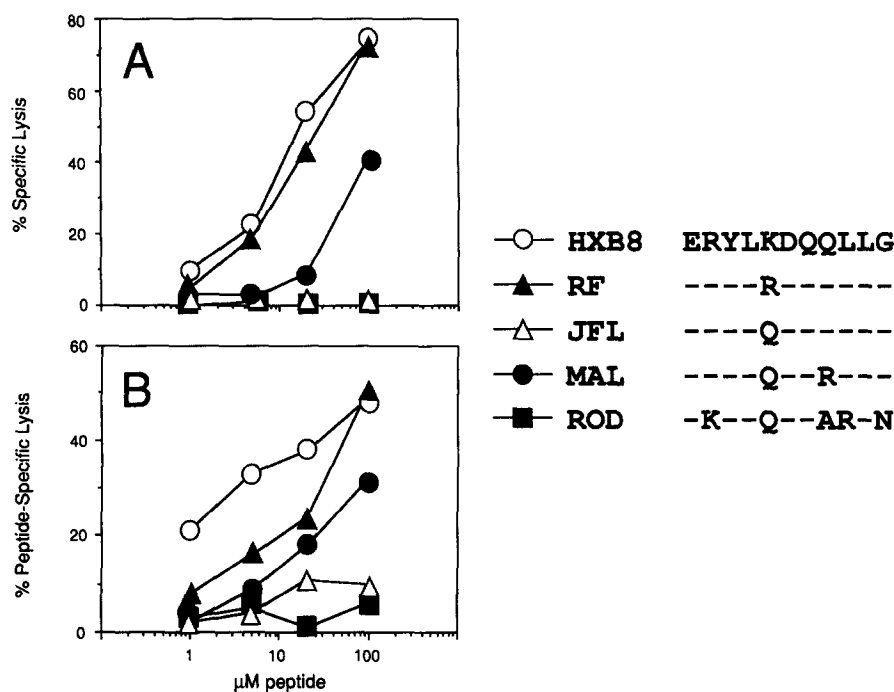 A
80
60
40
20
0
% Specific Lysis
B
60
40
20
0
% Peptide-Specific Lysis
1 10 100
µM peptide
HXB8 ERYLKDQQLLG
RF ----R------
JFL ----Q------
MAL ----Q--R---
ROD -K--Q--AR-N